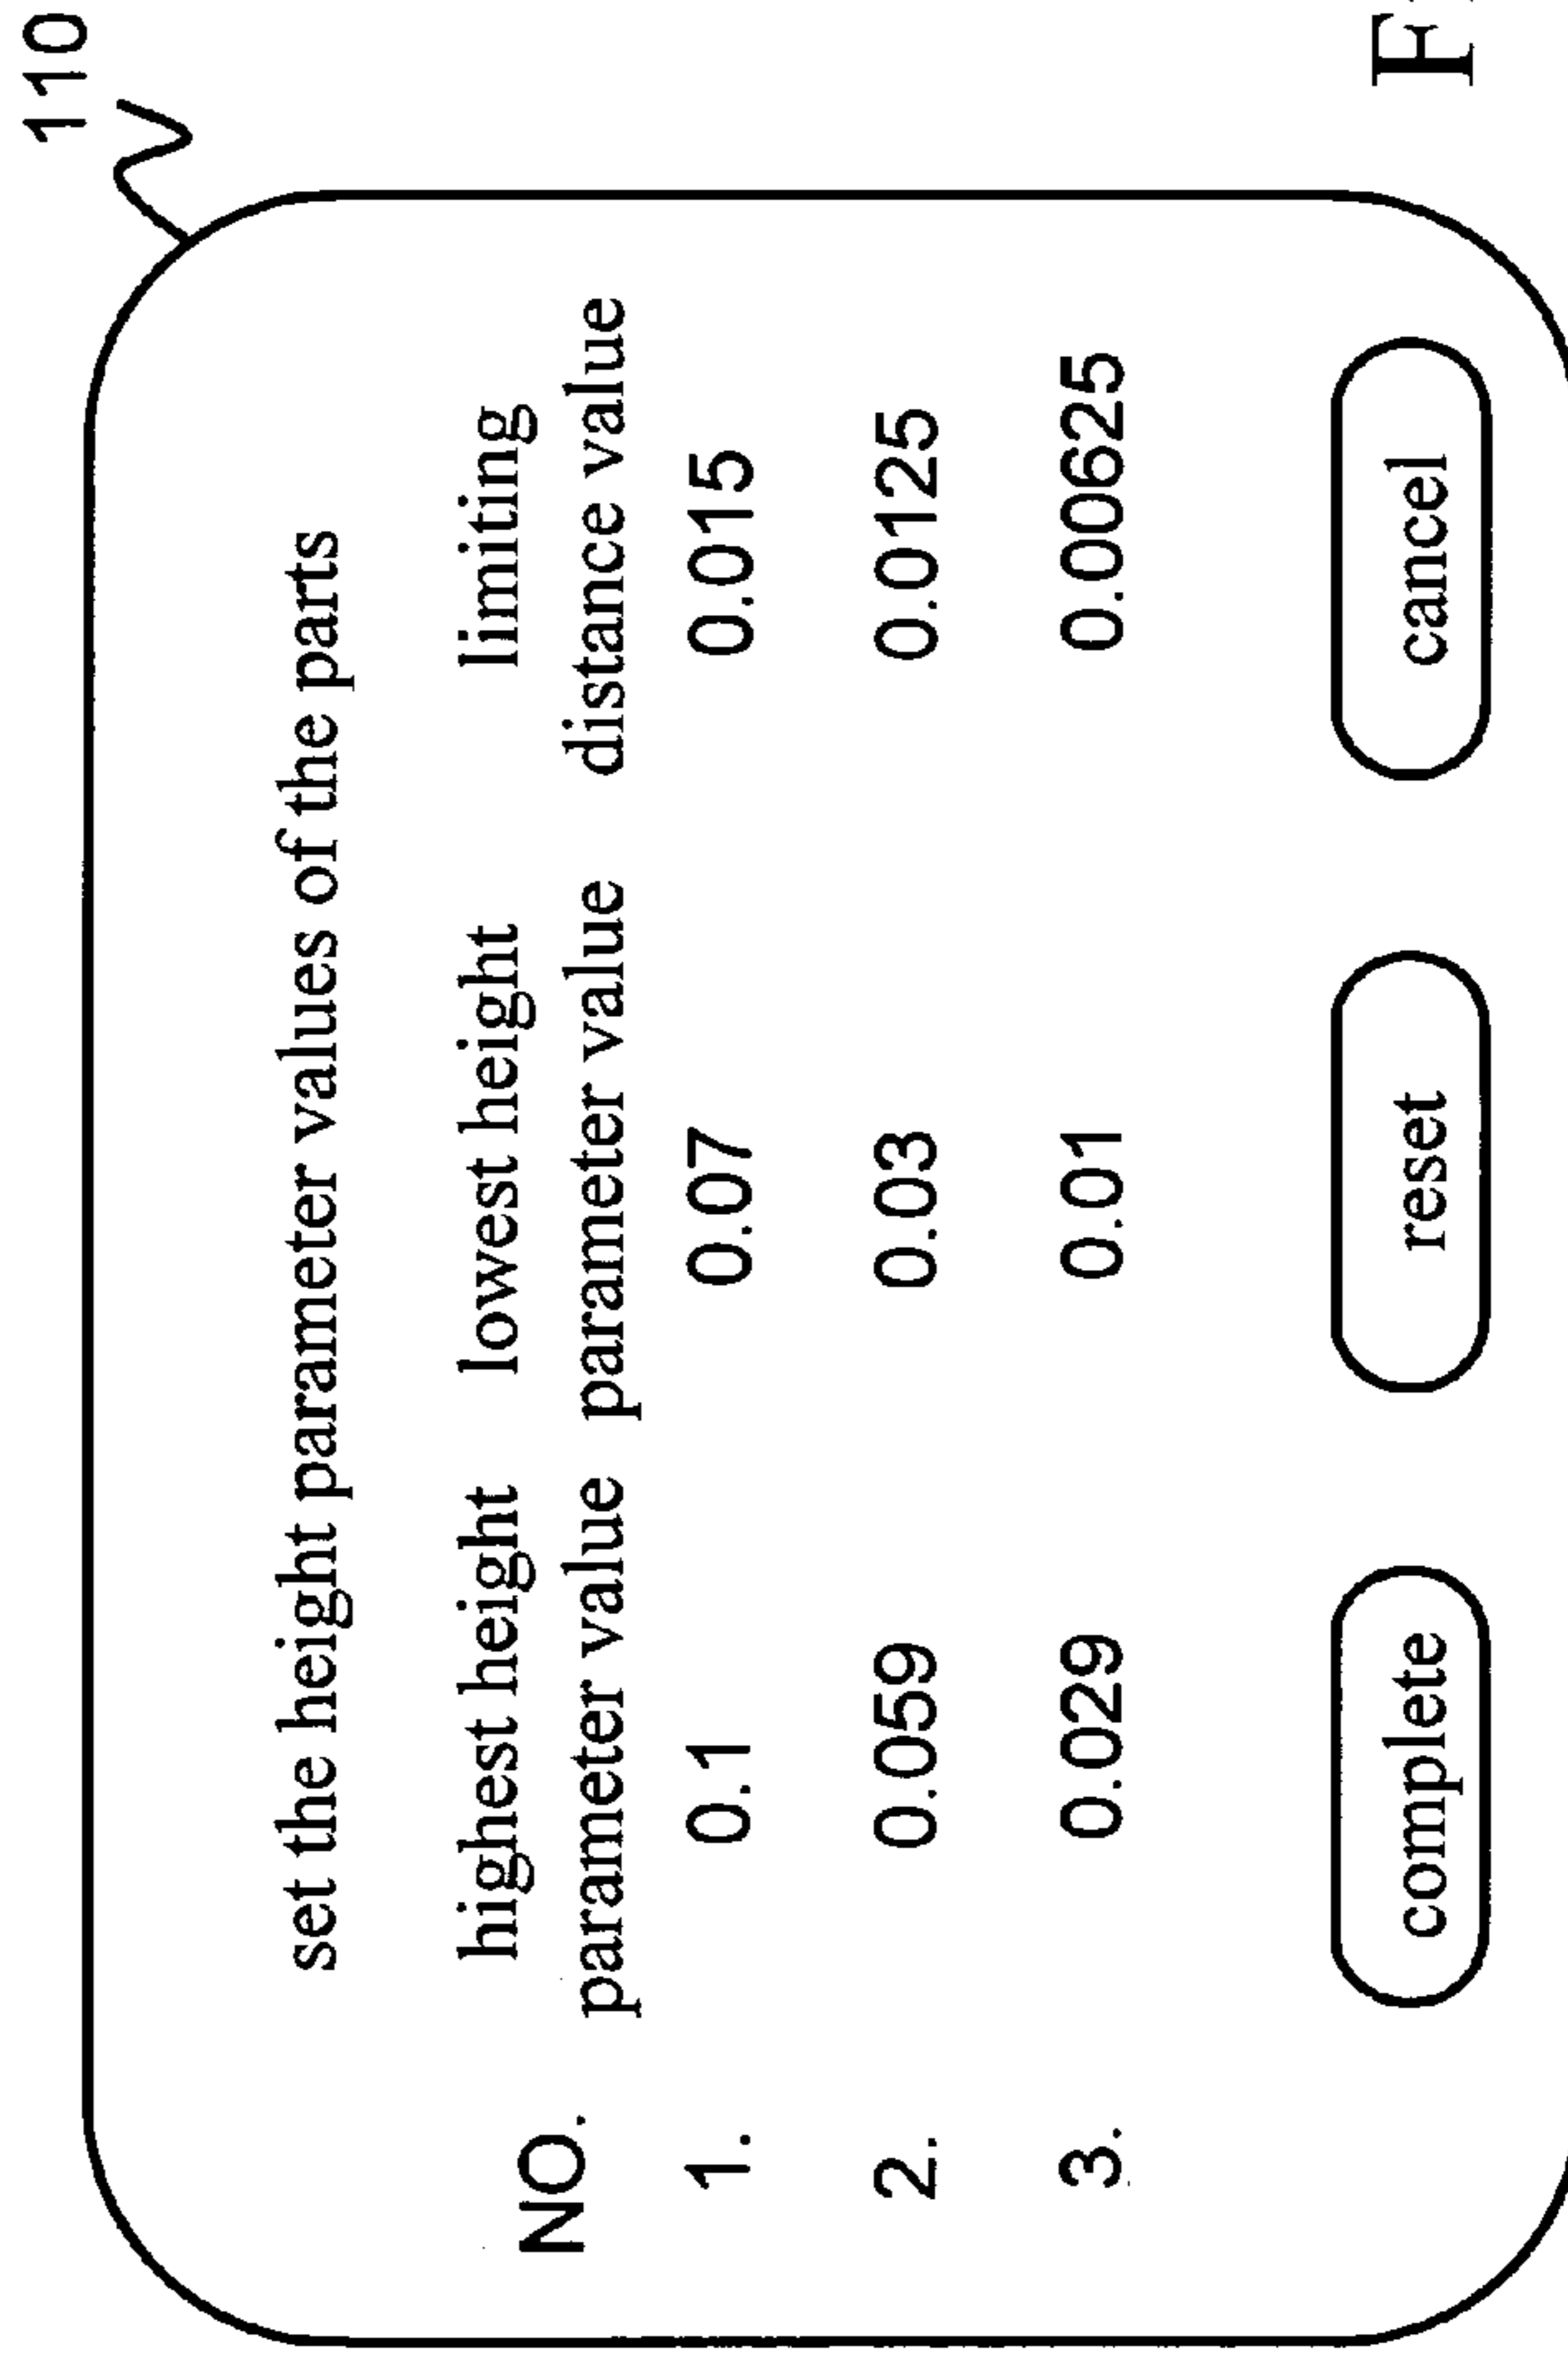 110
set the height parameter values of the parts
NO. highest height parameter value lowest height parameter value limiting distance value
1. 0.1 0.07 0.015
2. 0.059 0.03 0.0125
3. 0.029 0.01 0.00625
complete reset cancel
F